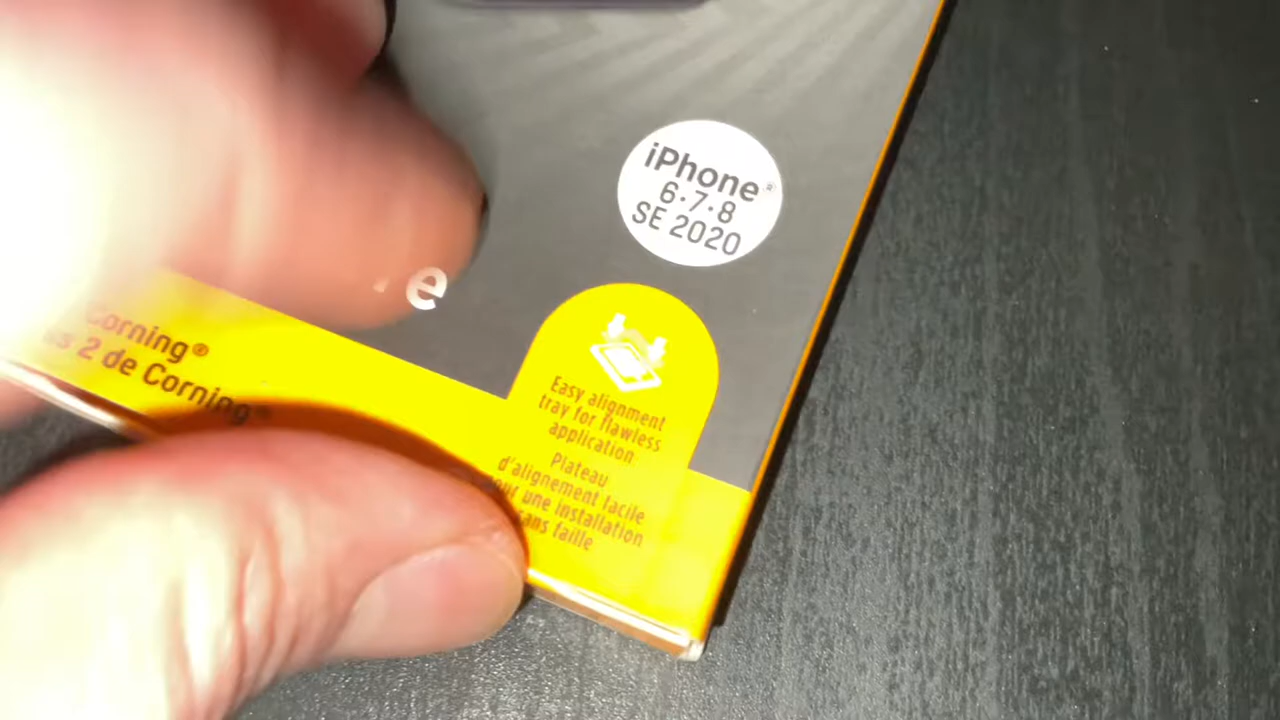 iPhone®
6·7·8
SE 2020
e
Corning®
2 de Corning®
Easy alignment
tray for flawless
application.
Plateau
d'alignement facile
pour une installation
sans faille